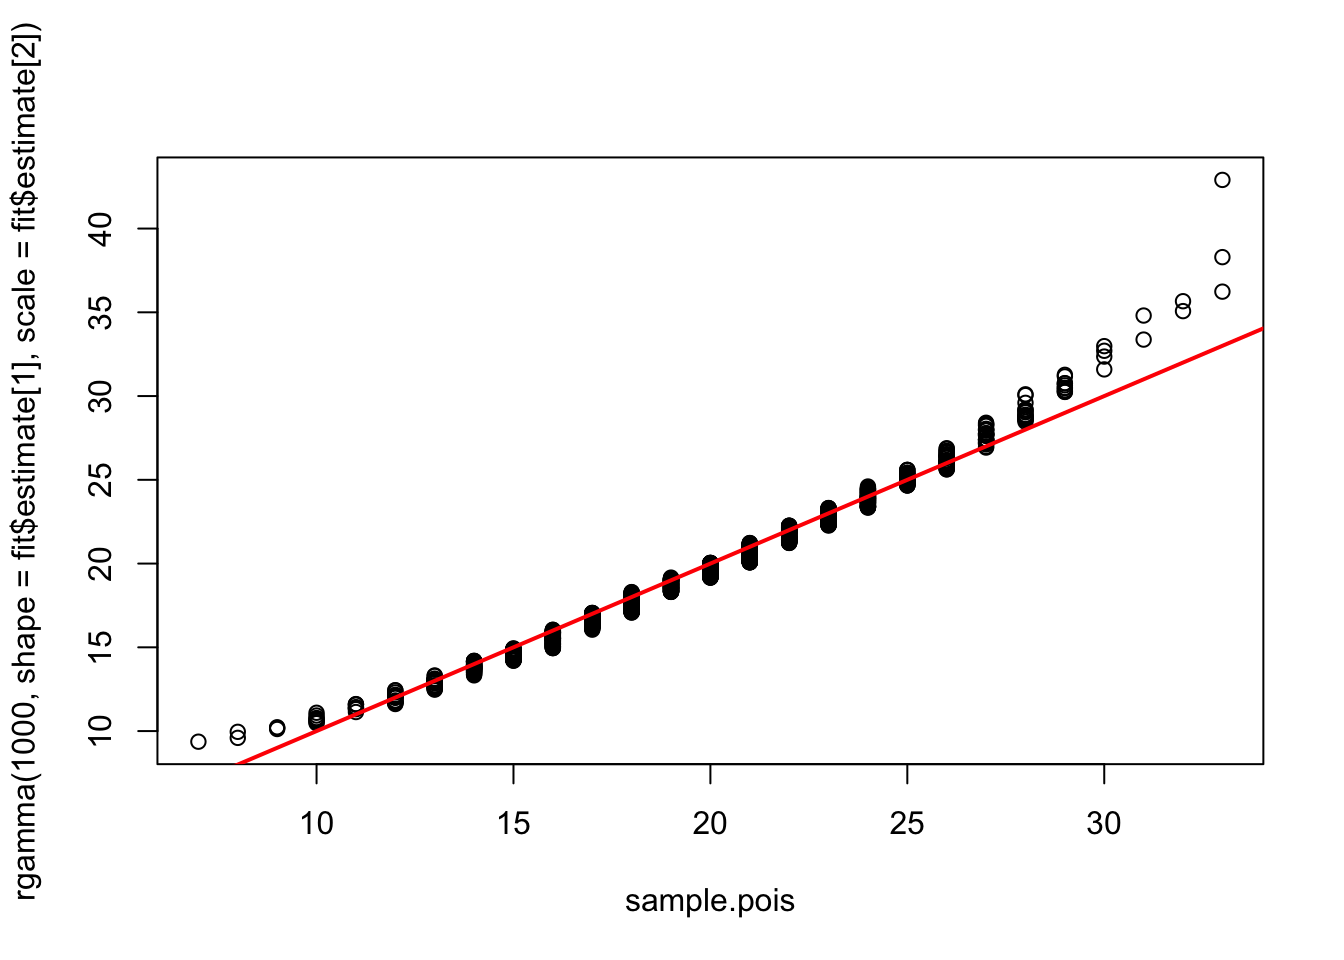 rgamma(1000, shape = fit$estimate[1], scale = fit$estimate[2])
40
35
30
25
20
15
10
10 15 20 25 30
sample.pois